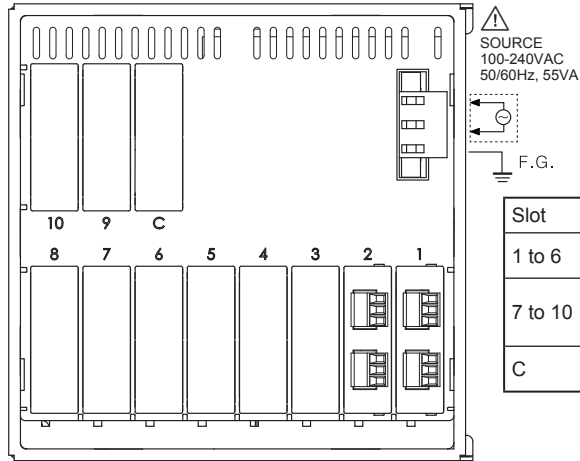 SOURCE
100-240VAC
50/60Hz, 55VA
F.G.
10 9 C
8 7 6 5 4 3 2 1
Slot
1 to 6
7 to 10
C